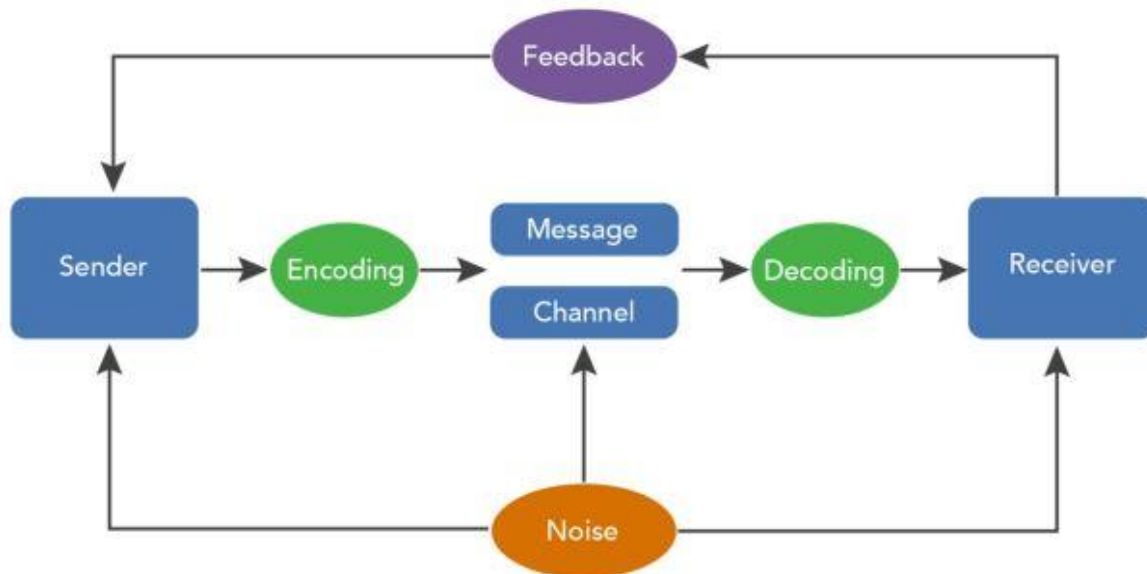 Feedback
Sender
Encoding
Message
Channel
Decoding
Receiver
Noise